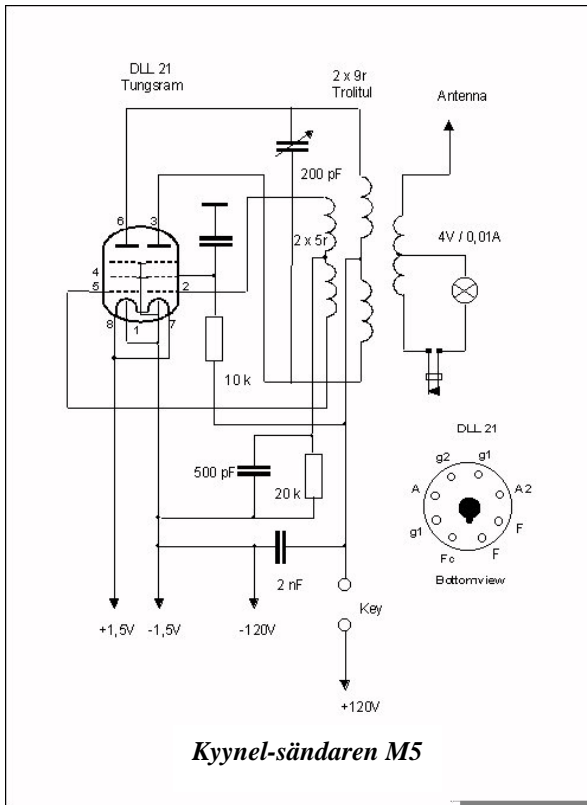 DLL 21
Tungsram
2 x 9r
Trolitul
Antenna
200 pF
6
3
2 x 5r
4V / 0,01A
4
5
2
8
1
7
10 k
DLL 21
g2
g1
A
A2
g1
F
Fc
F
Bottomview
500 pF
20 k
2 nF
Key
+1,5V
-1,5V
-120V
+120V
Kyynel-sändaren M5